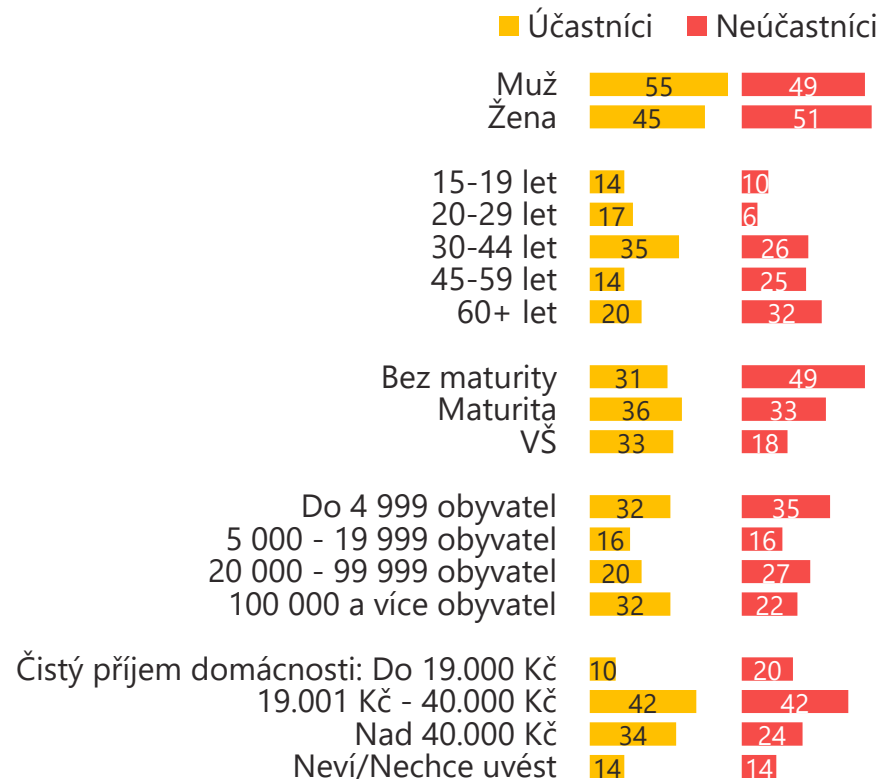 Účastníci Neúčastníci
Muž 55 49
Žena 45 51
15-19 let 14 10
20-29 let 17 6
30-44 let 35 26
45-59 let 14 25
60+ let 20 32
Bez maturity 31 49
Maturita 36 33
VŠ 33 18
Do 4 999 obyvatel 32 35
5 000 - 19 999 obyvatel 16 16
20 000 - 99 999 obyvatel 20 27
100 000 a více obyvatel 32 22
Čistý příjem domácnosti: Do 19.000 Kč 10 20
19.001 Kč - 40.000 Kč 42 42
Nad 40.000 Kč 34 24
Neví/Nechce uvést 14 14